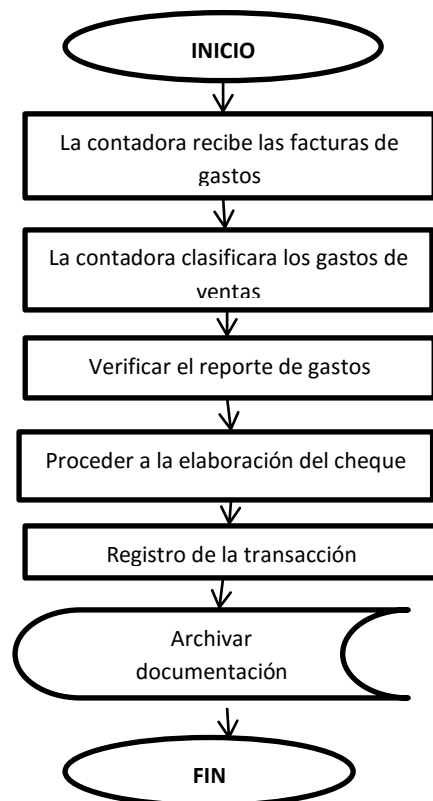 INICIO
La contadora recibe las facturas de
gastos
La contadora clasificara los gastos de
ventas
Verificar el reporte de gastos
Proceder a la elaboración del cheque
Registro de la transacción
Archivar
documentación
FIN